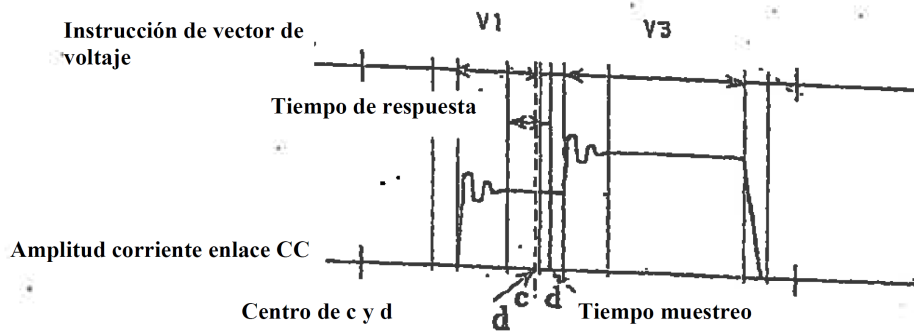 V1
V3
Instrucción de vector de
voltaje
Tiempo de respuesta
Amplitud corriente enlace CC
c
d
d
Centro de c y d
Tiempo muestreo